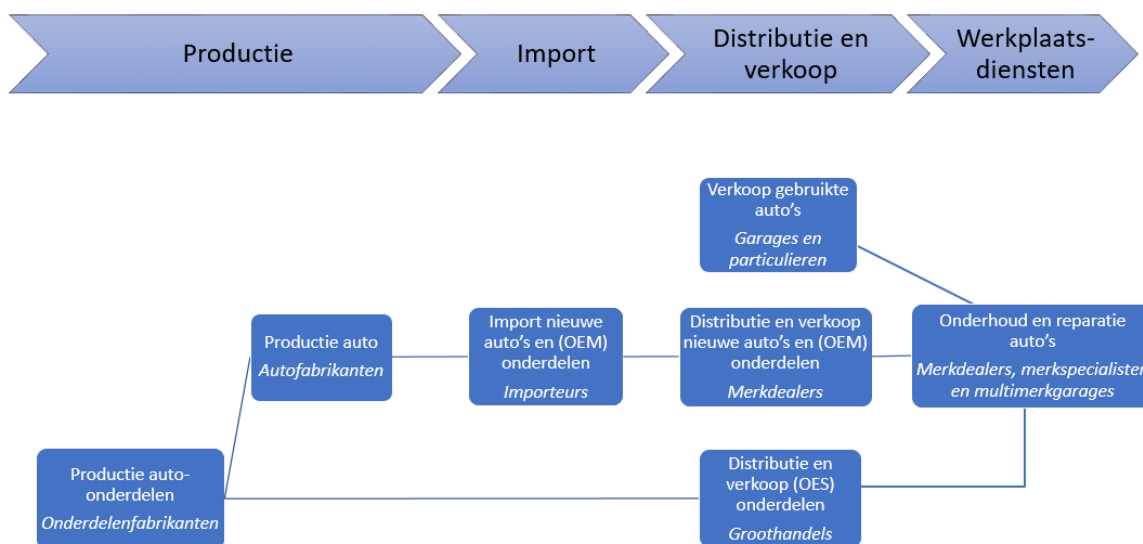 Productie
Import
Distributie en
verkoop
Werkplaats-
diensten
Verkoop gebruikte
auto's
Garages en
particulieren
Productie auto
Autofabrikanten
Import nieuwe
auto's en (OEM)
onderdelen
Importeurs
Distributie en verkoop
nieuwe auto's en (OEM)
onderdelen
Merkdealers
Onderhoud en reparatie
auto's
Merkdealers, merkspecialisten
en multimerkgarages
Productie auto-
onderdelen
Onderdelenfabrikanten
Distributie en
verkoop (OES)
onderdelen
Groothandels